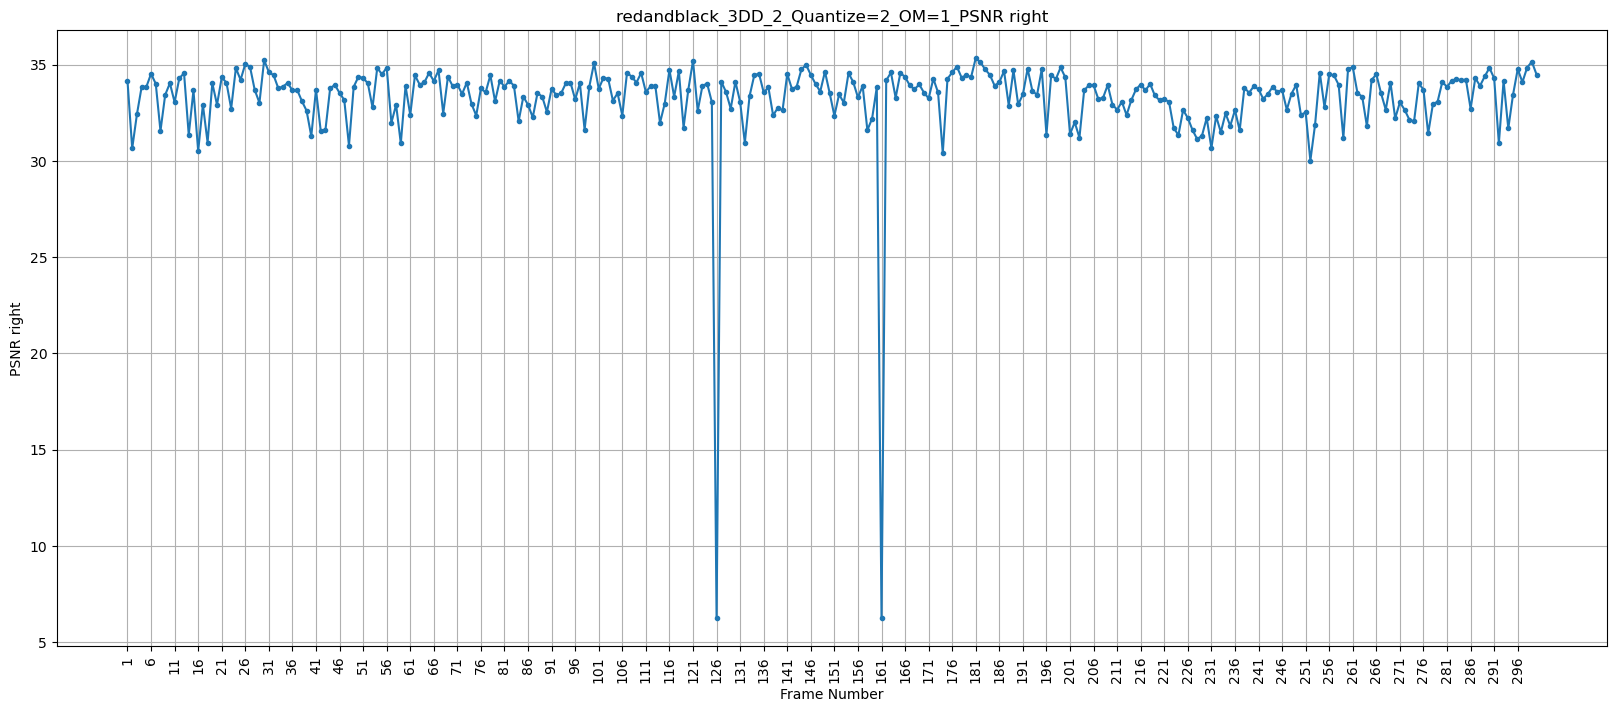 redandblack_3DD_2_Quantize=2_OM=1_PSNR right
35
30
25
20
15
10
5
PSNR right
1 6 11 16 21 26 31 36 41 46 51 56 61 66 71 76 81 86 91 96 101 106 111 116 121 126 131 136 141 146 151 156 161 166 171 176 181 186 191 196 201 206 211 216 221 226 231 236 241 246 251 256 261 266 271 276 281 286 291 296
Frame Number